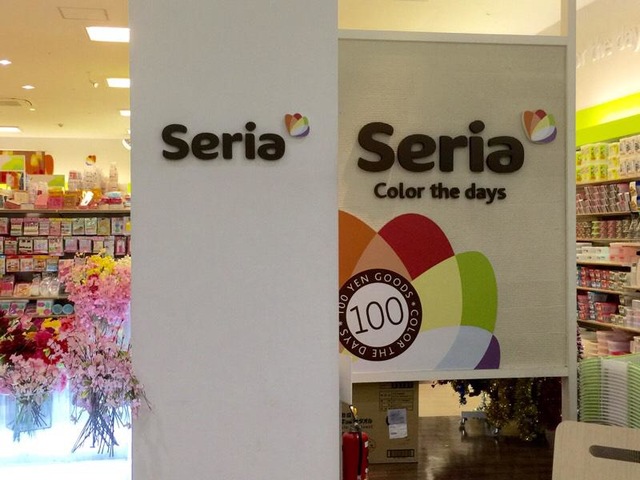 Seria
Seria
Color the days
100 YEN GOODS • COLOR THE DAYS •
100